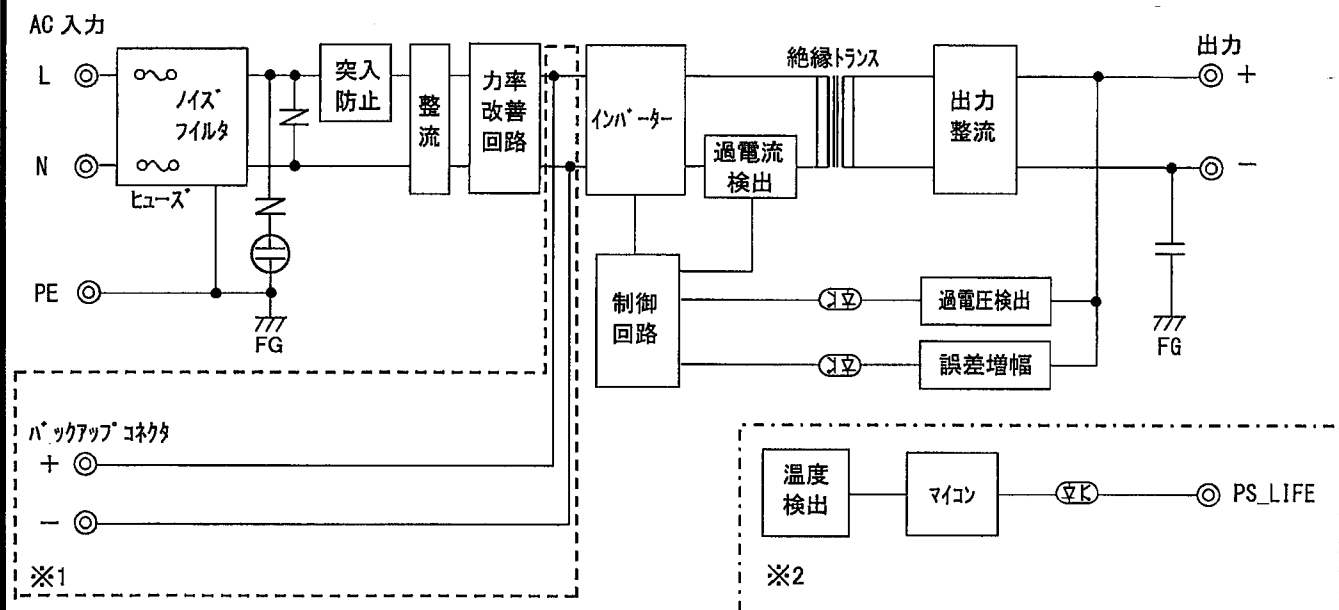 AC 入力
L
N
PE
ﾉｲｽﾞ
ﾌｲﾙﾀ
ﾋｭｰｽﾞ
FG
突入
防止
整
流
力率
改善
回路
ｲﾝﾊﾞｰﾀｰ
過電流
検出
絶縁ﾄﾗﾝｽ
出力
整流
出力
+
−
制御
回路
過電圧検出
誤差増幅
FG
ﾊﾞｯｸｱｯﾌﾟｺﾈｸﾀ
+
−
※1
温度
検出
ﾏｲｺﾝ
PS_LIFE
※2